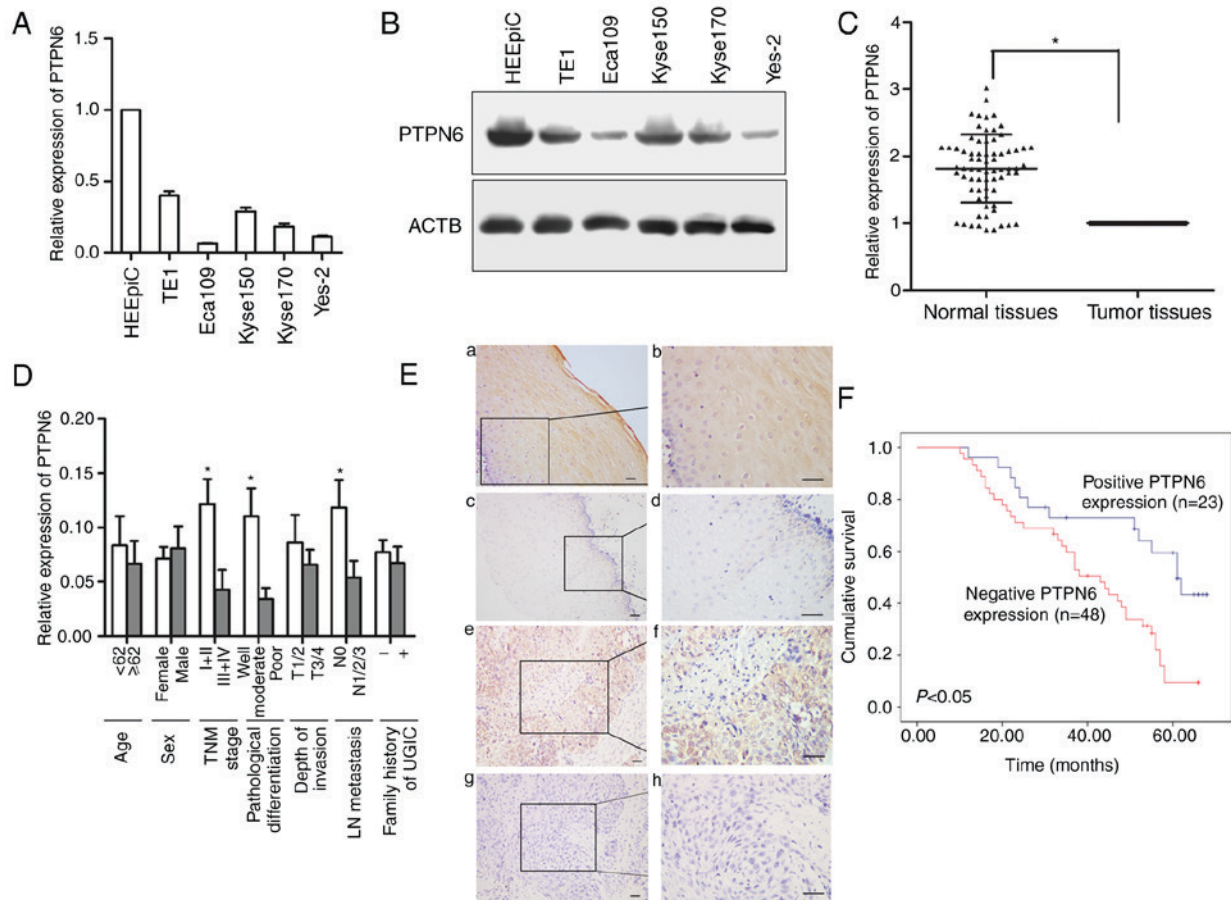 A
Relative expression of PTPN6
1.5
1.0
0.5
0.0
HEEpiC
TE1
Eca109
Kyse150
Kyse170
Yes-2
B
HEEpiC
TE1
Eca109
Kyse150
Kyse170
Yes-2
PTPN6
ACTB
C
Relative expression of PTPN6
4
3
2
1
0
*
Normal tissues
Tumor tissues
D
Relative expression of PTPN6
0.20
0.15
0.10
0.05
0.00
*
*
*
<62
≥62
Female
Male
I+II
III+IV
Well
moderate
Poor
T1/2
T3/4
N0
N1/2/3
−
+
Age
Sex
TNM
stage
Pathological
differentiation
Depth of
invasion
LN metastasis
Family history
of UGIC
E
a
b
c
d
e
f
g
h
F
Cumulative survival
1.0
0.8
0.6
0.4
0.2
0.0
Positive PTPN6
expression (n=23)
Negative PTPN6
expression (n=48)
P<0.05
0.00
20.00
40.00
60.00
Time (months)